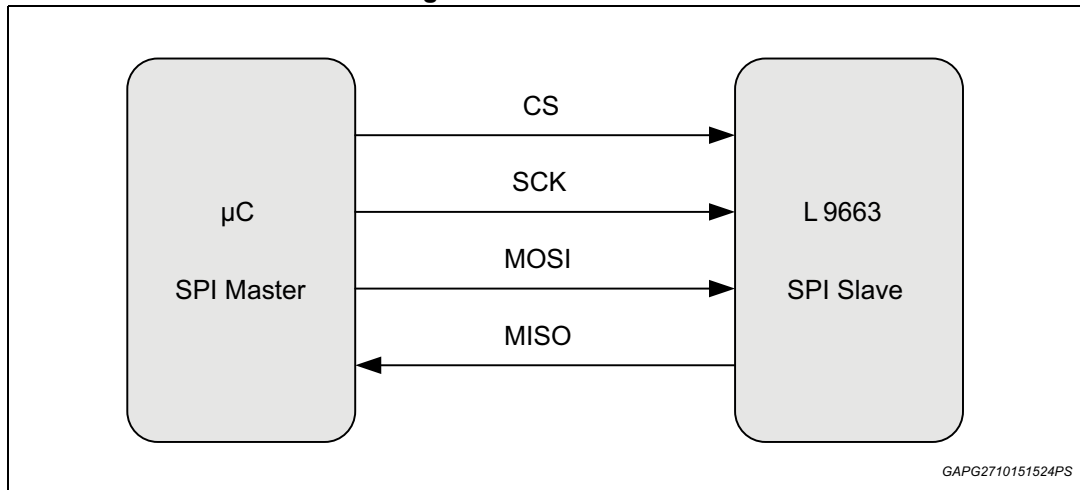 CS
SCK
µC
L 9663
MOSI
SPI Master
SPI Slave
MISO
GAPG2710151524PS